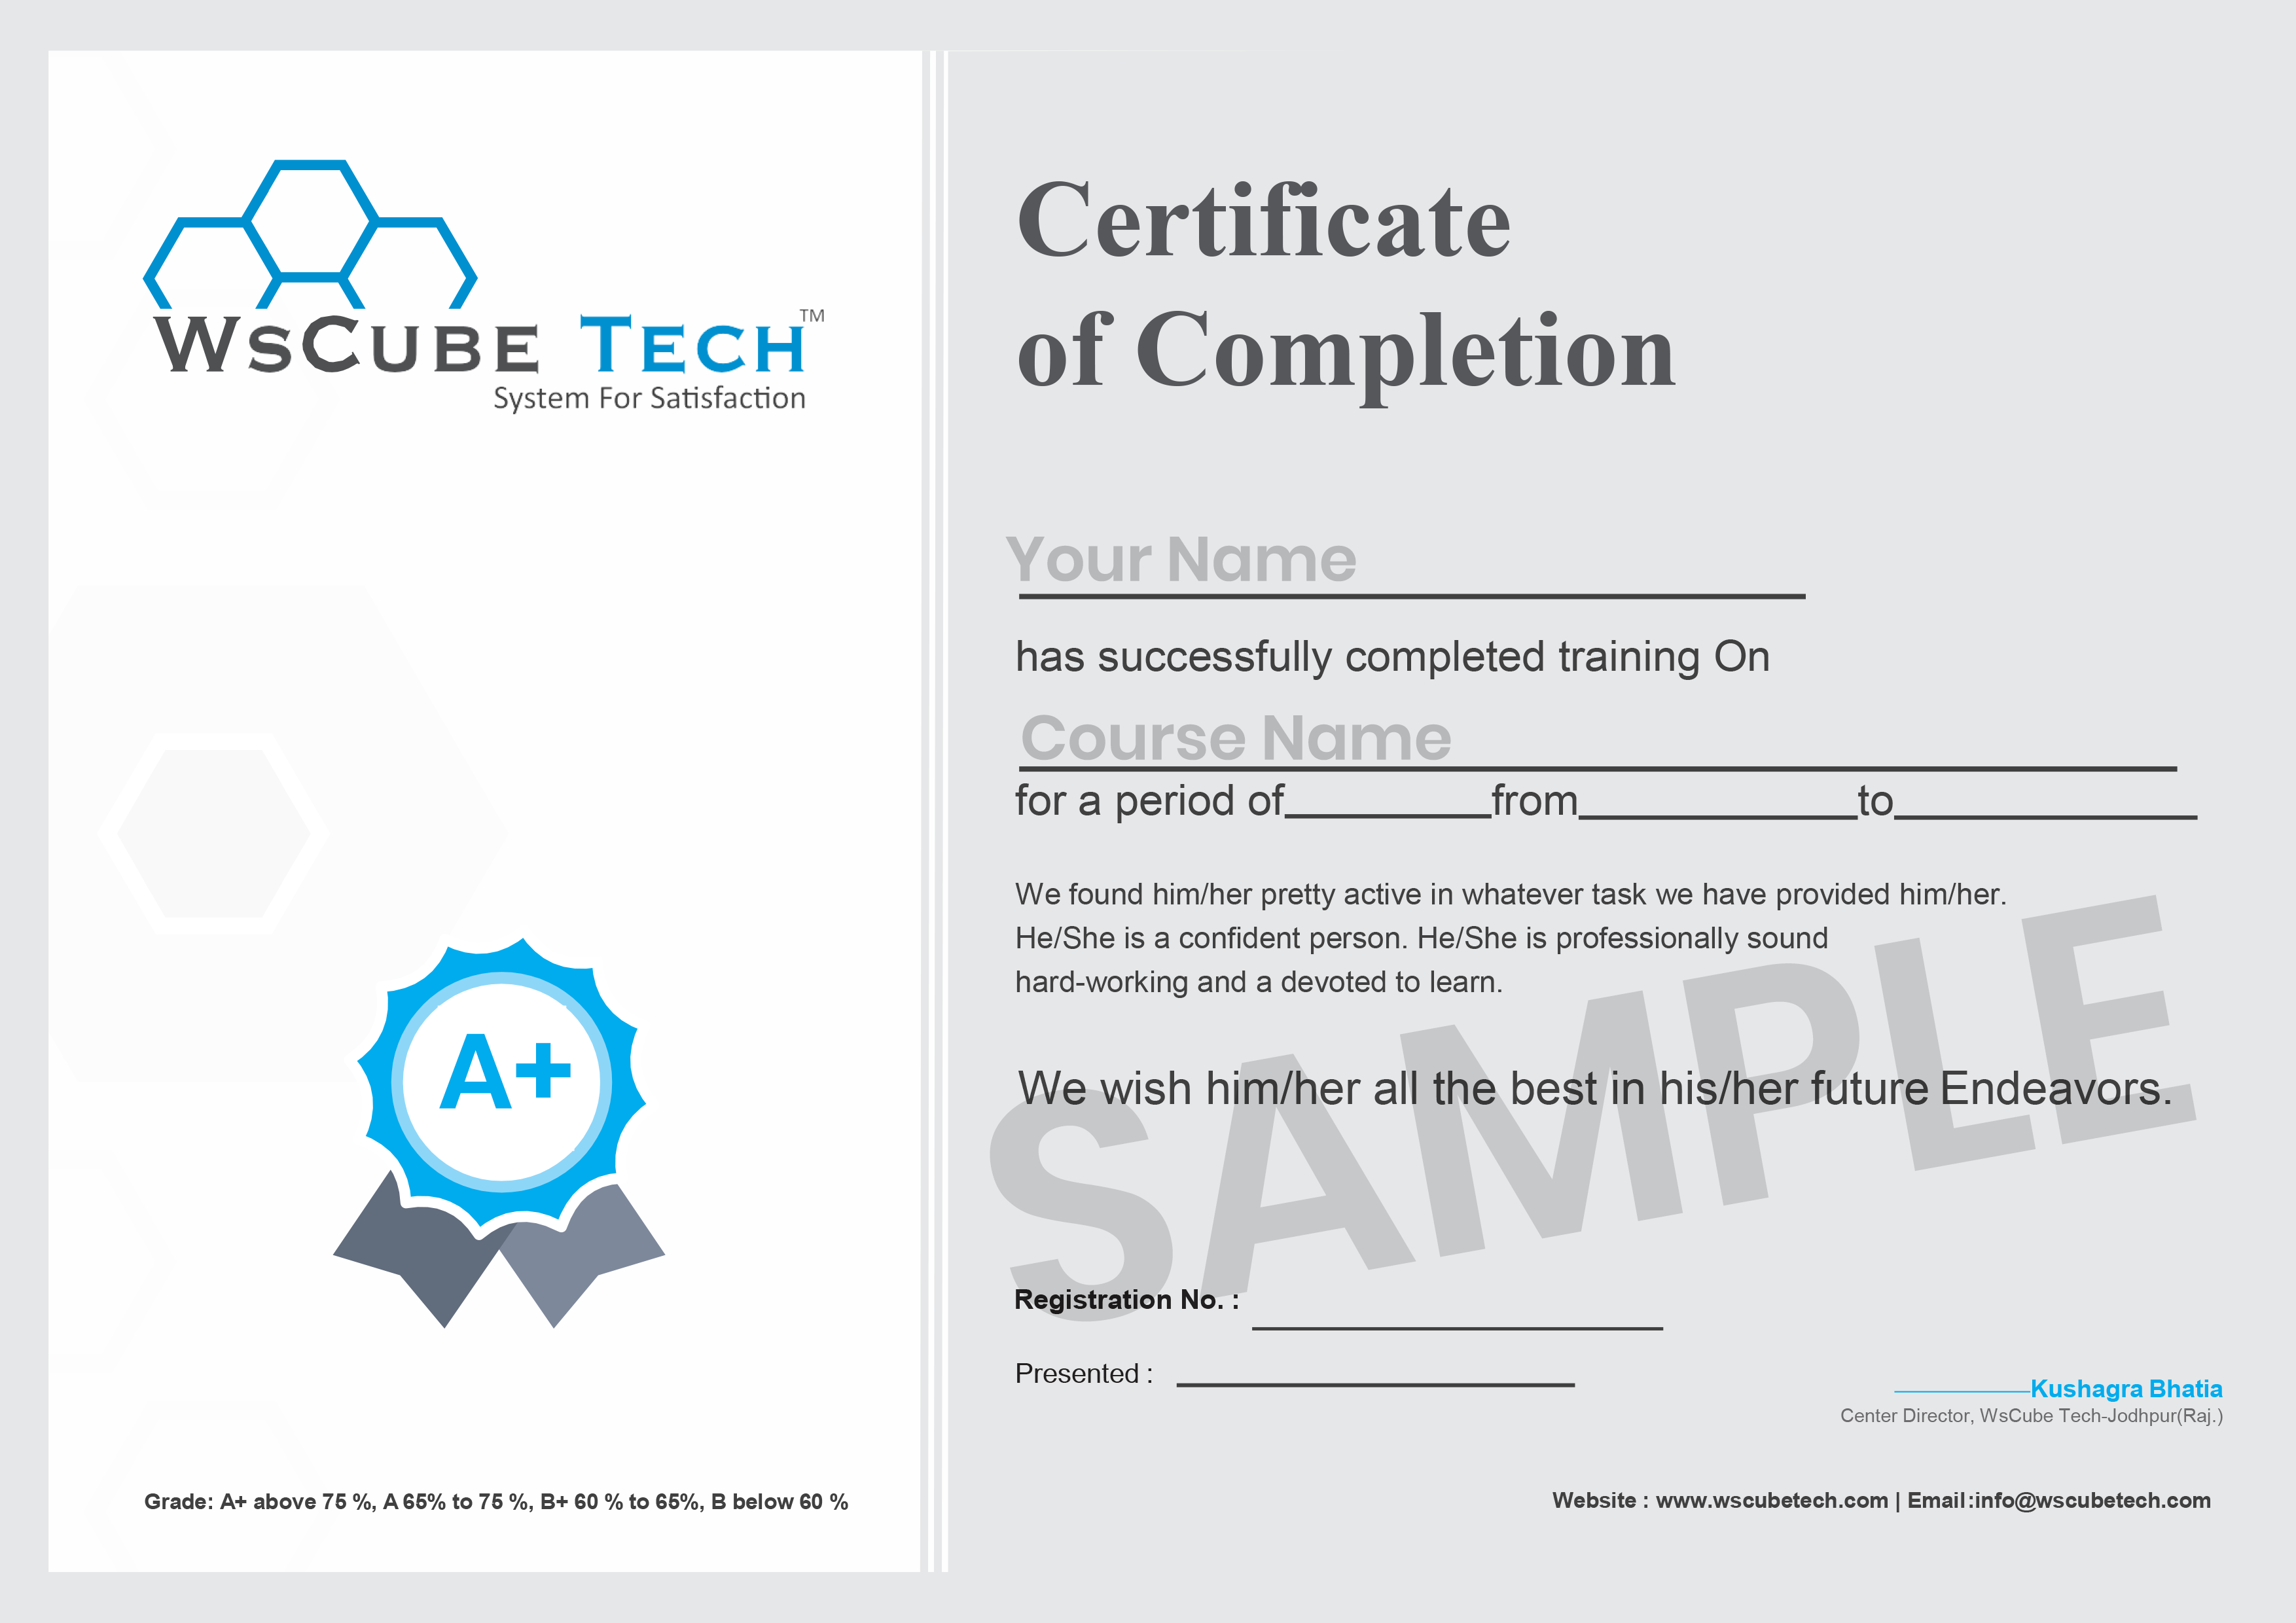 WsCube Tech™
System For Satisfaction
A+
Grade: A+ above 75 %, A 65% to 75 %, B+ 60 % to 65%, B below 60 %
Certificate
of Completion
Your Name
has successfully completed training On
Course Name
for a period of from to
We found him/her pretty active in whatever task we have provided him/her.
He/She is a confident person. He/She is professionally sound
hard-working and a devoted to learn.
We wish him/her all the best in his/her future Endeavors.
SAMPLE
Registration No. :
Presented :
Kushagra Bhatia
Center Director, WsCube Tech-Jodhpur(Raj.)
Website : www.wscubetech.com | Email:info@wscubetech.com